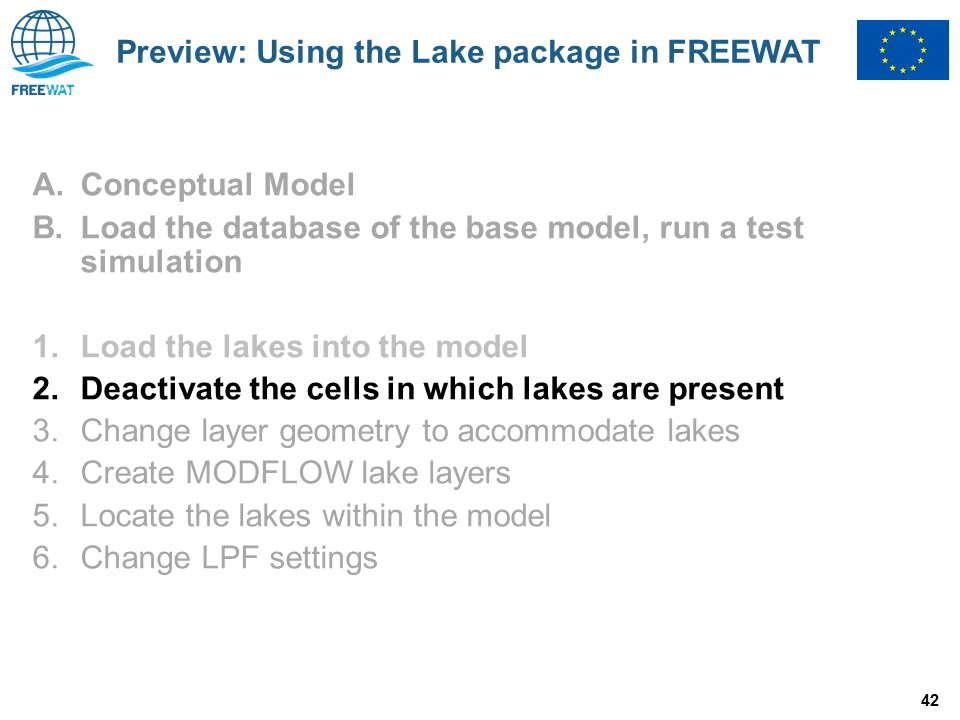 FREEWAT
Preview: Using the Lake package in FREEWAT
A. Conceptual Model
B. Load the database of the base model, run a test
simulation
1. Load the lakes into the model
2. Deactivate the cells in which lakes are present
3. Change layer geometry to accommodate lakes
4. Create MODFLOW lake layers
5. Locate the lakes within the model
6. Change LPF settings
42